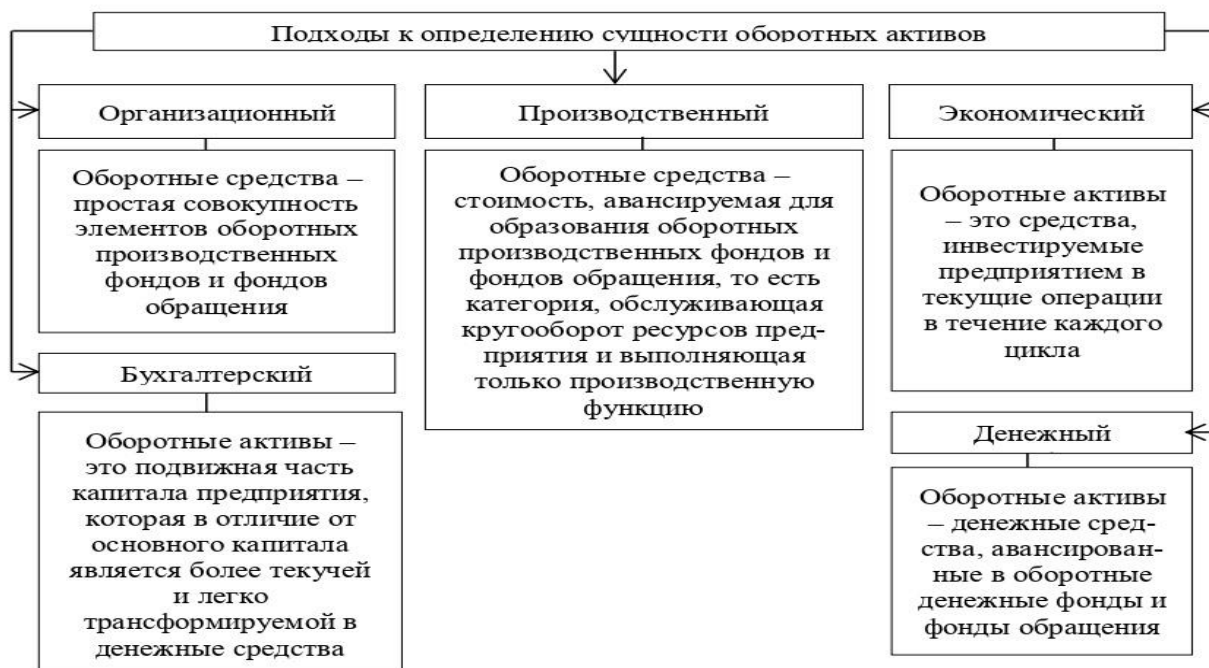 Подходы к определению сущности оборотных активов
Организационный
Оборотные средства –
простая совокупность
элементов оборотных
производственных
фондов и фондов
обращения
Бухгалтерский
Оборотные активы –
это подвижная часть
капитала предприятия,
которая в отличие от
основного капитала
является более текучей
и легко
трансформируемой в
денежные средства
Производственный
Оборотные средства –
стоимость, авансируемая для
образования оборотных
производственных фондов и
фондов обращения, то есть
категория, обслуживающая
кругооборот ресурсов пред-
приятия и выполняющая
только производственную
функцию
Экономический
Оборотные активы
– это средства,
инвестируемые
предприятием в
текущие операции
в течение каждого
цикла
Денежный
Оборотные активы
– денежные сред-
ства, авансирован-
ные в оборотные
денежные фонды и
фонды обращения